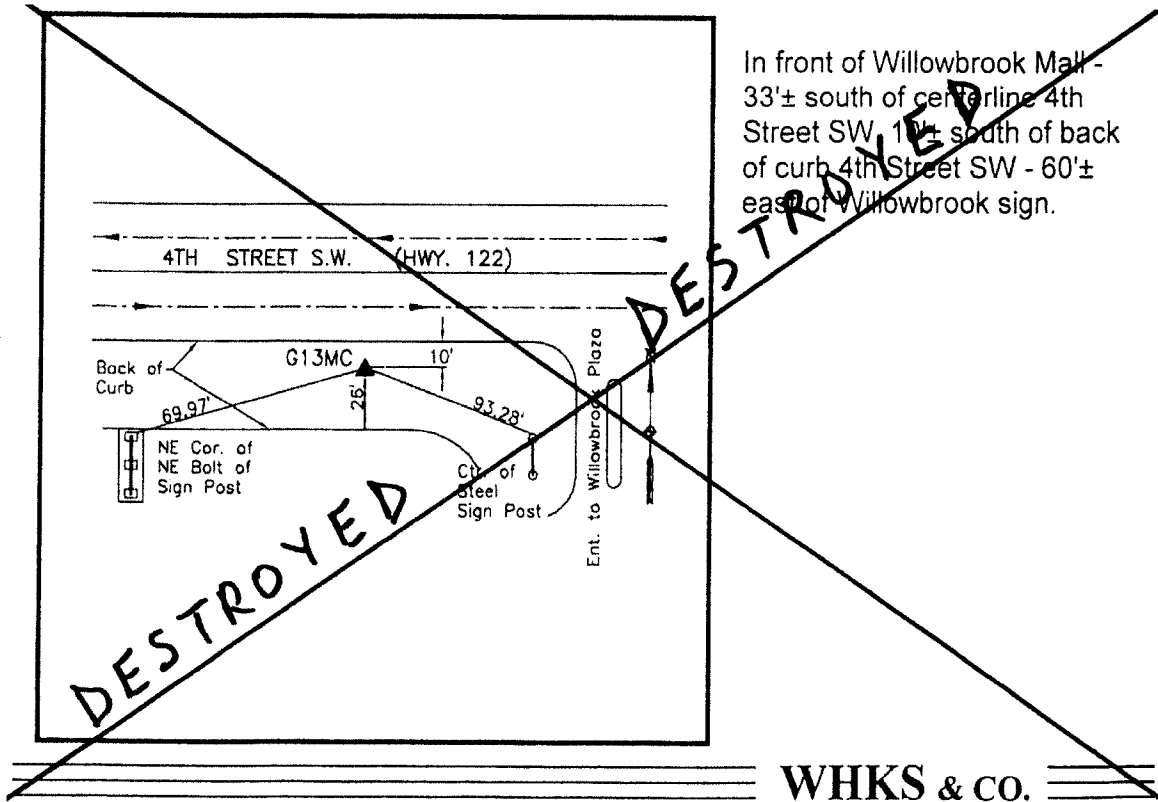 In front of Willowbrook Mall -
33'± south of centerline 4th
Street SW, 10'± south of back
of curb 4th Street SW - 60'±
east of Willowbrook sign.
DESTROYED
4TH STREET S.W. (HWY. 122)
Back of
Curb
G13MC
10'
26'
69.97'
93.28'
NE Cor. of
NE Bolt of
Sign Post
Ctr. of
Steel
Sign Post
Ent. to Willowbrook Plaza
DESTROYED
WHKS & CO.